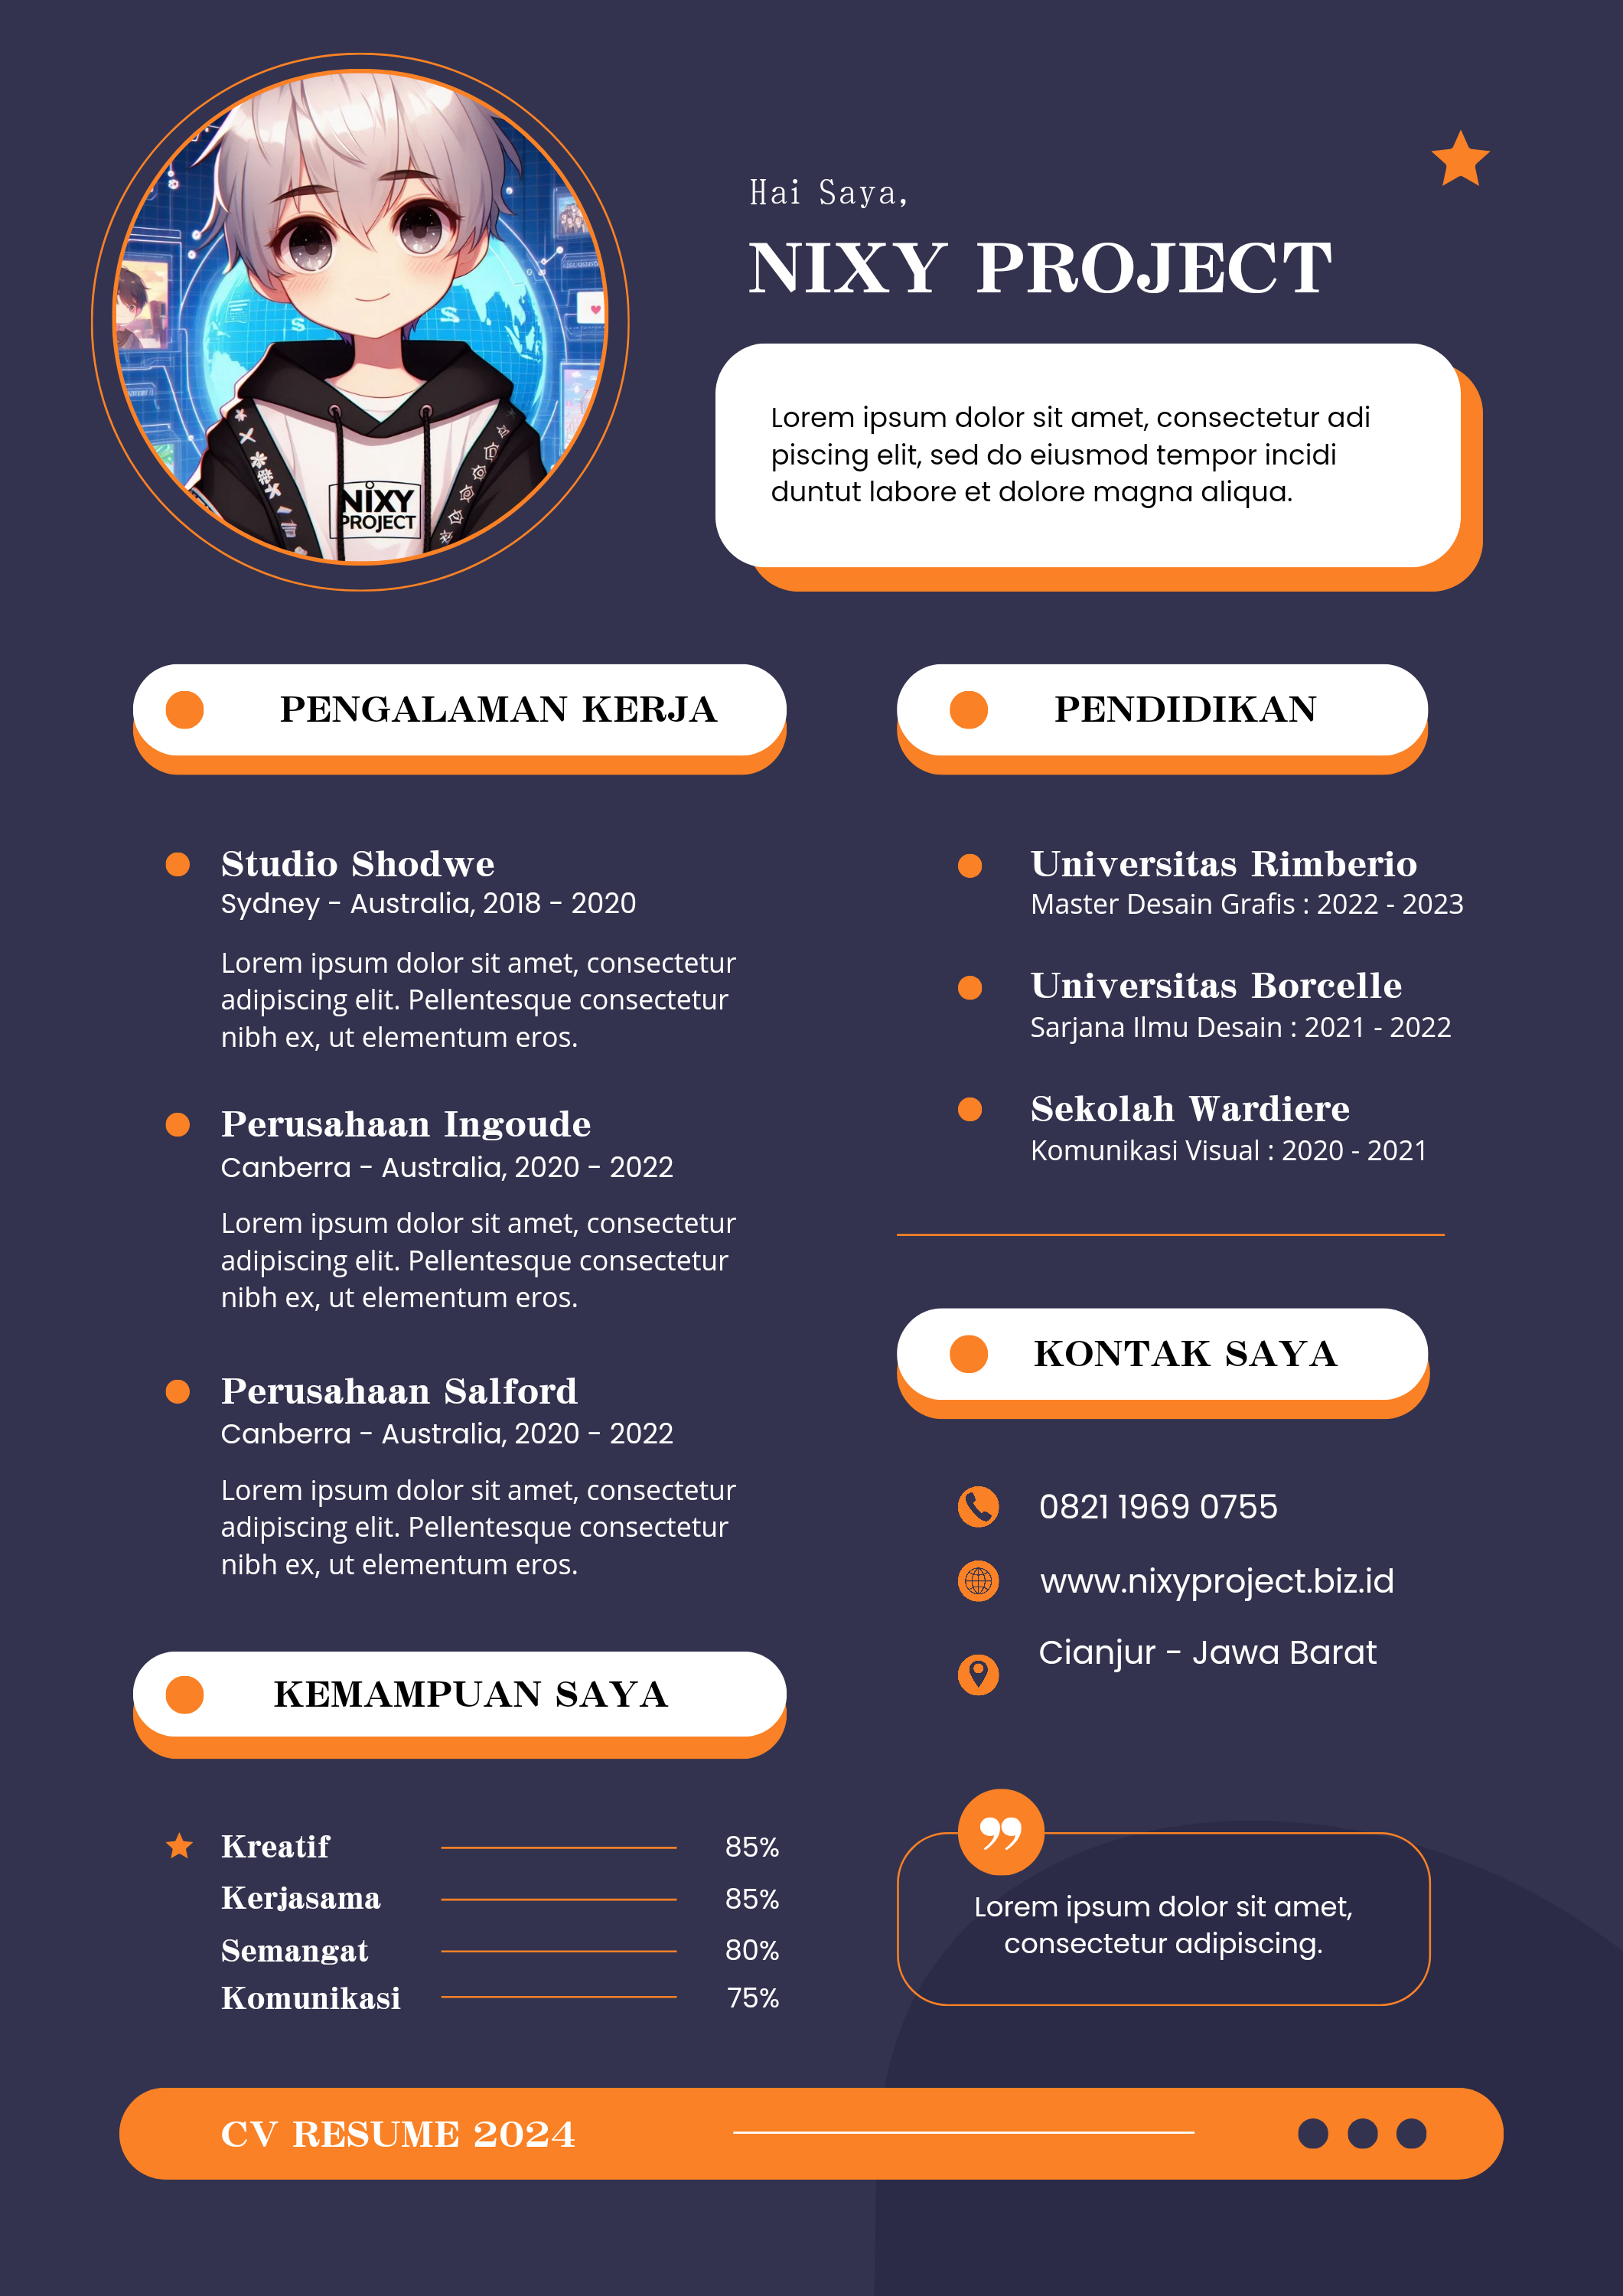 Hai Saya,
NIXY PROJECT
NIXY
PROJECT
Lorem ipsum dolor sit amet, consectetur adi
piscing elit, sed do eiusmod tempor incidi
duntut labore et dolore magna aliqua.
PENGALAMAN KERJA
Studio Shodwe
Sydney - Australia, 2018 - 2020
Lorem ipsum dolor sit amet, consectetur
adipiscing elit. Pellentesque consectetur
nibh ex, ut elementum eros.
Perusahaan Ingoude
Canberra - Australia, 2020 - 2022
Lorem ipsum dolor sit amet, consectetur
adipiscing elit. Pellentesque consectetur
nibh ex, ut elementum eros.
Perusahaan Salford
Canberra - Australia, 2020 - 2022
Lorem ipsum dolor sit amet, consectetur
adipiscing elit. Pellentesque consectetur
nibh ex, ut elementum eros.
KEMAMPUAN SAYA
Kreatif 85%
Kerjasama 85%
Semangat 80%
Komunikasi 75%
PENDIDIKAN
Universitas Rimberio
Master Desain Grafis : 2022 - 2023
Universitas Borcelle
Sarjana Ilmu Desain : 2021 - 2022
Sekolah Wardiere
Komunikasi Visual : 2020 - 2021
KONTAK SAYA
0821 1969 0755
www.nixyproject.biz.id
Cianjur - Jawa Barat
Lorem ipsum dolor sit amet,
consectetur adipiscing.
CV RESUME 2024